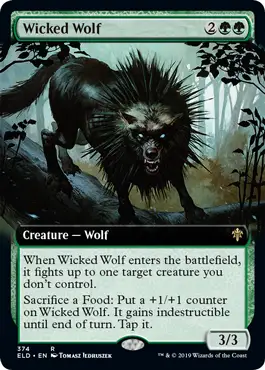 Wicked Wolf 2
Creature — Wolf
When Wicked Wolf enters the battlefield,
it fights up to one target creature you
don't control.
Sacrifice a Food: Put a +1/+1 counter
on Wicked Wolf. It gains indestructible
until end of turn. Tap it.
3/3
374 R
ELD • EN Tomasz Jedruszek ™ & © 2019 Wizards of the Coast